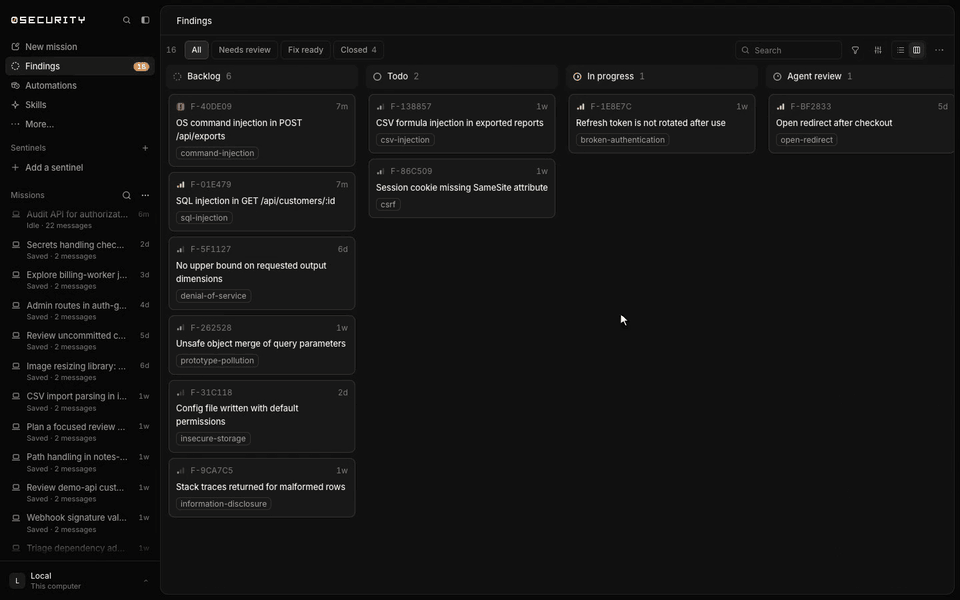 0SECURITY
New mission
Findings
16
Automations
Skills
More...
Sentinels
Add a sentinel
Missions
Audit API for authorizat...
6m
Idle · 22 messages
Secrets handling chec...
2d
Saved · 2 messages
Explore billing-worker j...
3d
Saved · 2 messages
Admin routes in auth-g...
4d
Saved · 2 messages
Review uncommitted c...
5d
Saved · 2 messages
Image resizing library: ...
6d
Saved · 2 messages
CSV import parsing in i...
1w
Saved · 2 messages
Plan a focused review ...
1w
Saved · 2 messages
Path handling in notes-...
1w
Saved · 2 messages
Review demo-api cust...
1w
Saved · 2 messages
Webhook signature val...
1w
Saved · 2 messages
Triage dependency ad...
1w
L
Local
This computer
Findings
16
All
Needs review
Fix ready
Closed 4
Search
Backlog 6
F-40DE09
7m
OS command injection in POST
/api/exports
command-injection
F-01E479
7m
SQL injection in GET /api/customers/:id
sql-injection
F-5F1127
6d
No upper bound on requested output
dimensions
denial-of-service
F-262528
1w
Unsafe object merge of query parameters
prototype-pollution
F-31C118
2d
Config file written with default
permissions
insecure-storage
F-9CA7C5
1w
Stack traces returned for malformed rows
information-disclosure
Todo 2
F-138857
1w
CSV formula injection in exported reports
csv-injection
F-86C509
1w
Session cookie missing SameSite attribute
csrf
In progress 1
F-1E8E7C
1w
Refresh token is not rotated after use
broken-authentication
Agent review 1
F-BF2833
5d
Open redirect after checkout
open-redirect